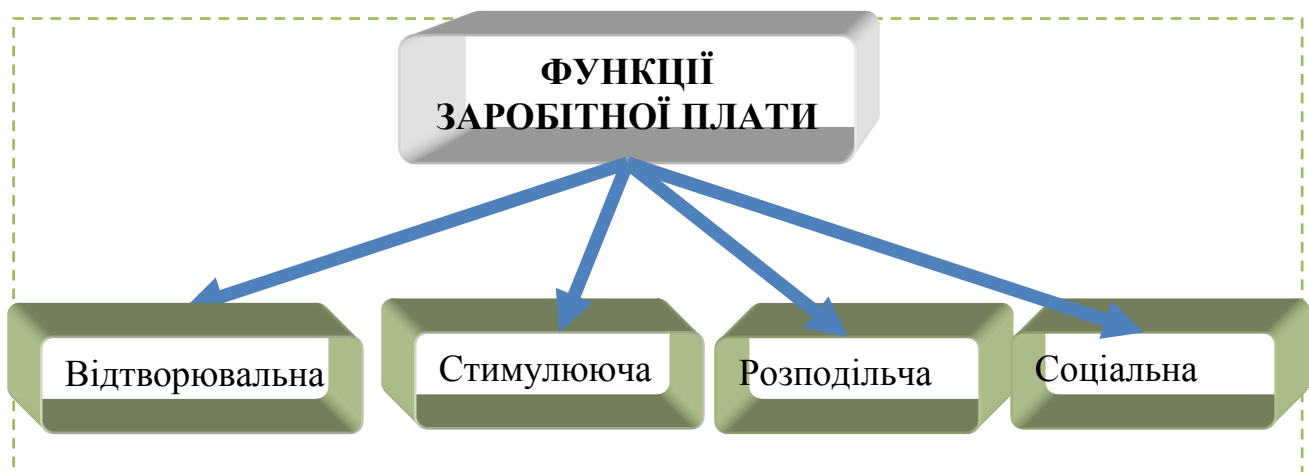 ФУНКЦІЇ
ЗАРОБІТНОЇ ПЛАТИ
Відтворювальна
Стимулююча
Розподільча
Соціальна